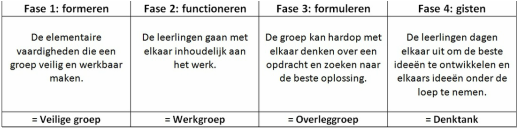 Fase 1: formeren
Fase 2: functioneren
Fase 3: formuleren
Fase 4: gisten
De elementaire
vaardigheden die een
groep veilig en werkbaar
maken.
De leerlingen gaan met
elkaar inhoudelijk aan
het werk.
De groep kan hardop met
elkaar denken over een
opdracht en zoeken naar
de beste oplossing.
De leerlingen dagen
elkaar uit om de beste
ideeën te ontwikkelen en
elkaars ideeën onder de
loep te nemen.
= Veilige groep
= Werkgroep
= Overleggroep
= Denktank